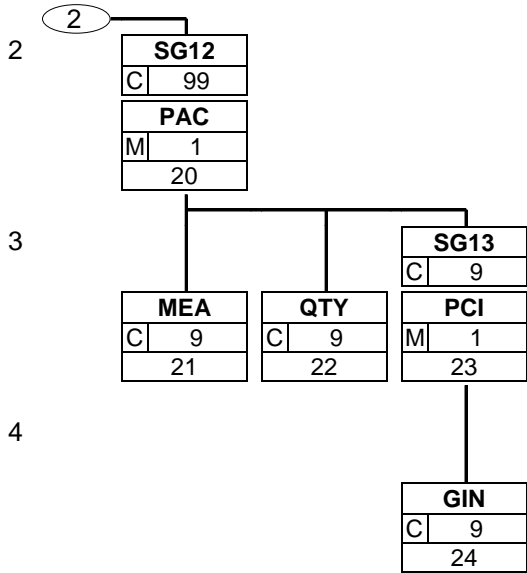 2
2
SG12
C 99
PAC
M 1
20
3
SG13
C 9
MEA QTY PCI
C 9 C 9 M 1
21 22 23
4
GIN
C 9
24